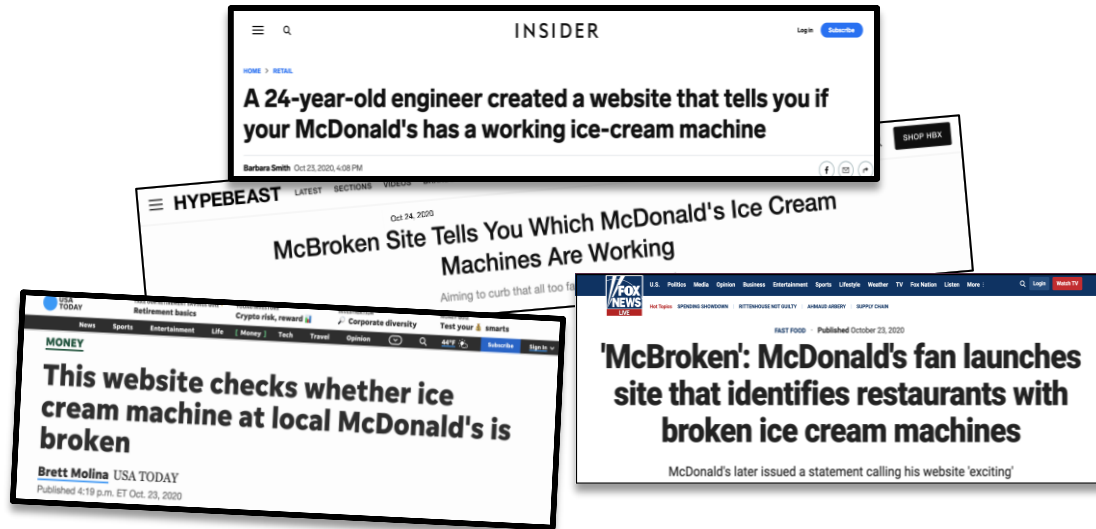 INSIDER
Log in
Subscribe
HOME > RETAIL
A 24-year-old engineer created a website that tells you if
your McDonald's has a working ice-cream machine
Barbara Smith Oct 23, 2020, 4:08 PM
SHOP HBX
HYPEBEAST
LATEST SECTIONS VIDEOS
Oct 24, 2020
McBroken Site Tells You Which McDonald's Ice Cream
Machines Are Working
Aiming to curb that all too fa
USA
TODAY
Retirement basics
Crypto risk, reward
Corporate diversity
Test your smarts
News Sports Entertainment Life [ Money ] Tech Travel Opinion
44°F
Subscribe
Sign In
MONEY
This website checks whether ice
cream machine at local McDonald's is
broken
Brett Molina USA TODAY
Published 4:19 p.m. ET Oct. 23, 2020
FOX
NEWS
LIVE
U.S. Politics Media Opinion Business Entertainment Sports Lifestyle Weather TV Fox Nation Listen More
Login
Watch TV
Hot Topics SPENDING SHOWDOWN RITTENHOUSE NOT GUILTY AHMAUD ARBERY SUPPLY CHAIN
FAST FOOD · Published October 23, 2020
'McBroken': McDonald's fan launches
site that identifies restaurants with
broken ice cream machines
McDonald's later issued a statement calling his website 'exciting'